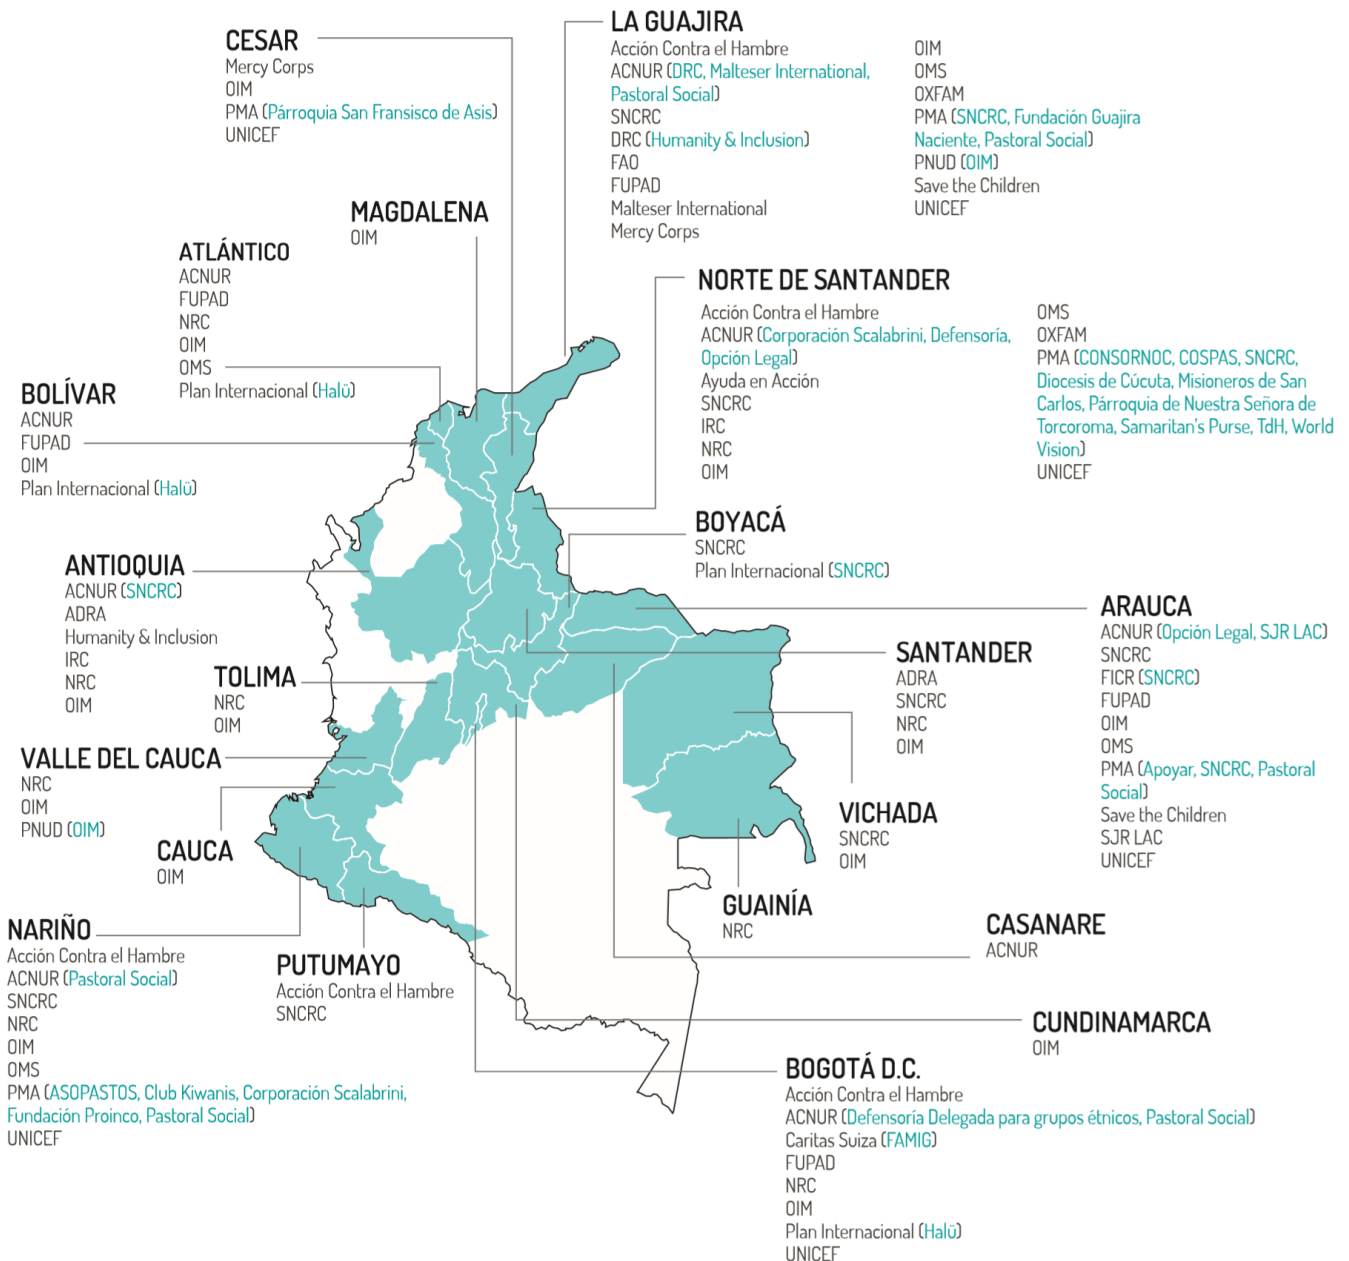 CESAR
Mercy Corps
OIM
PMA (Párroquia San Fransisco de Asis)
UNICEF
LA GUAJIRA
Acción Contra el Hambre
ACNUR (DRC, Malteser International,
Pastoral Social)
SNCRC
DRC (Humanity & Inclusion)
FAO
FUPAD
Malteser International
Mercy Corps
OIM
OMS
OXFAM
PMA (SNCRC, Fundación Guajira
Naciente, Pastoral Social)
PNUD (OIM)
Save the Children
UNICEF
MAGDALENA
OIM
ATLÁNTICO
ACNUR
FUPAD
NRC
OIM
OMS
Plan Internacional (Halü)
NORTE DE SANTANDER
Acción Contra el Hambre
ACNUR (Corporación Scalabrini, Defensoría,
Opción Legal)
Ayuda en Acción
SNCRC
IRC
NRC
OIM
OMS
OXFAM
PMA (CONSORNOC, COSPAS, SNCRC,
Diocesis de Cúcuta, Misioneros de San
Carlos, Párroquia de Nuestra Señora de
Torcoroma, Samaritan's Purse, TdH, World
Vision)
UNICEF
BOLÍVAR
ACNUR
FUPAD
OIM
Plan Internacional (Halü)
BOYACÁ
SNCRC
Plan Internacional (SNCRC)
ANTIOQUIA
ACNUR (SNCRC)
ADRA
Humanity & Inclusion
IRC
NRC
OIM
ARAUCA
ACNUR (Opción Legal, SJR LAC)
SNCRC
FICR (SNCRC)
FUPAD
OIM
OMS
PMA (Apoyar, SNCRC, Pastoral
Social)
Save the Children
SJR LAC
UNICEF
SANTANDER
ADRA
SNCRC
NRC
OIM
TOLIMA
NRC
OIM
VALLE DEL CAUCA
NRC
OIM
PNUD (OIM)
CAUCA
OIM
VICHADA
SNCRC
OIM
GUAINÍA
NRC
CASANARE
ACNUR
NARIÑO
Acción Contra el Hambre
ACNUR (Pastoral Social)
SNCRC
NRC
OIM
OMS
PMA (ASOPASTOS, Club Kiwanis, Corporación Scalabrini,
Fundación Proinco, Pastoral Social)
UNICEF
PUTUMAYO
Acción Contra el Hambre
SNCRC
CUNDINAMARCA
OIM
BOGOTÁ D.C.
Acción Contra el Hambre
ACNUR (Defensoría Delegada para grupos étnicos, Pastoral Social)
Caritas Suiza (FAMIG)
FUPAD
NRC
OIM
Plan Internacional (Halü)
UNICEF